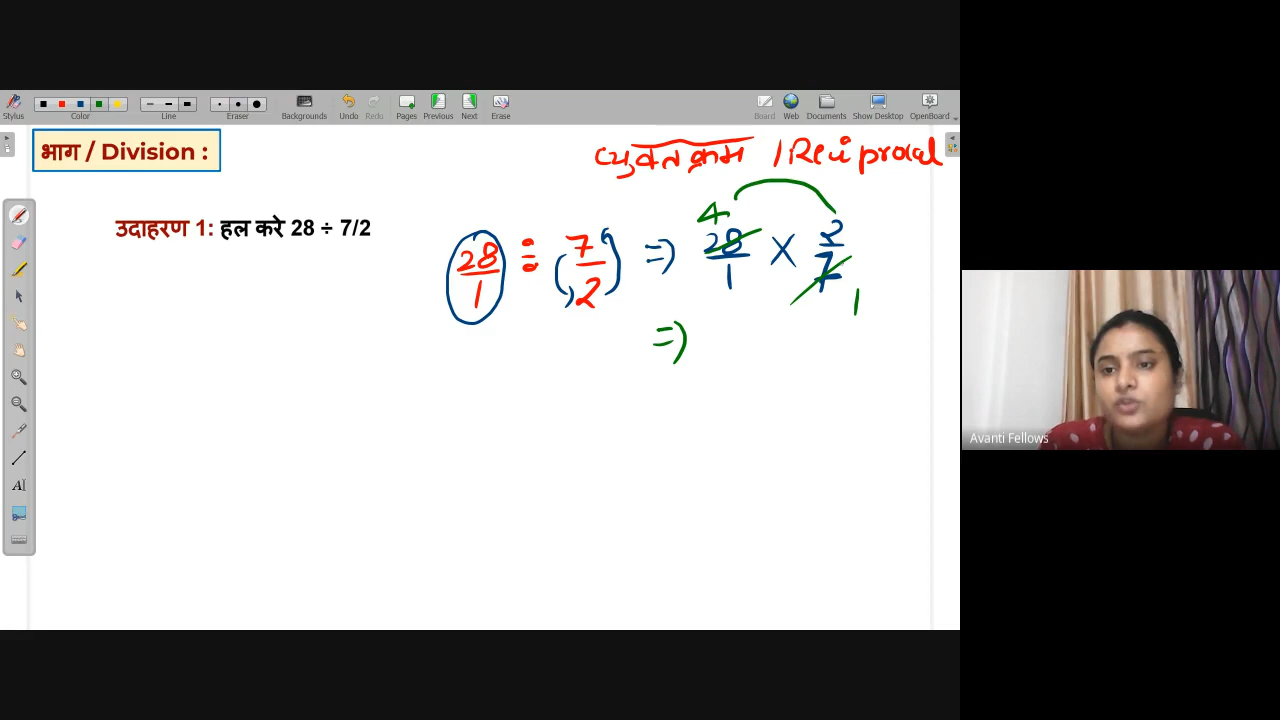 Stylus Color Line Eraser Backgrounds Undo Redo Pages Previous Next Erase Board Web Documents Show Desktop OpenBoard
भाग / Division :
व्युत्क्रम / Reciprocal
उदाहरण 1: हल करे 28 ÷ 7/2
28/1 ÷ (7/2) => 28/1 × 2/7
4
1
=>
AI
Avanti Fellows